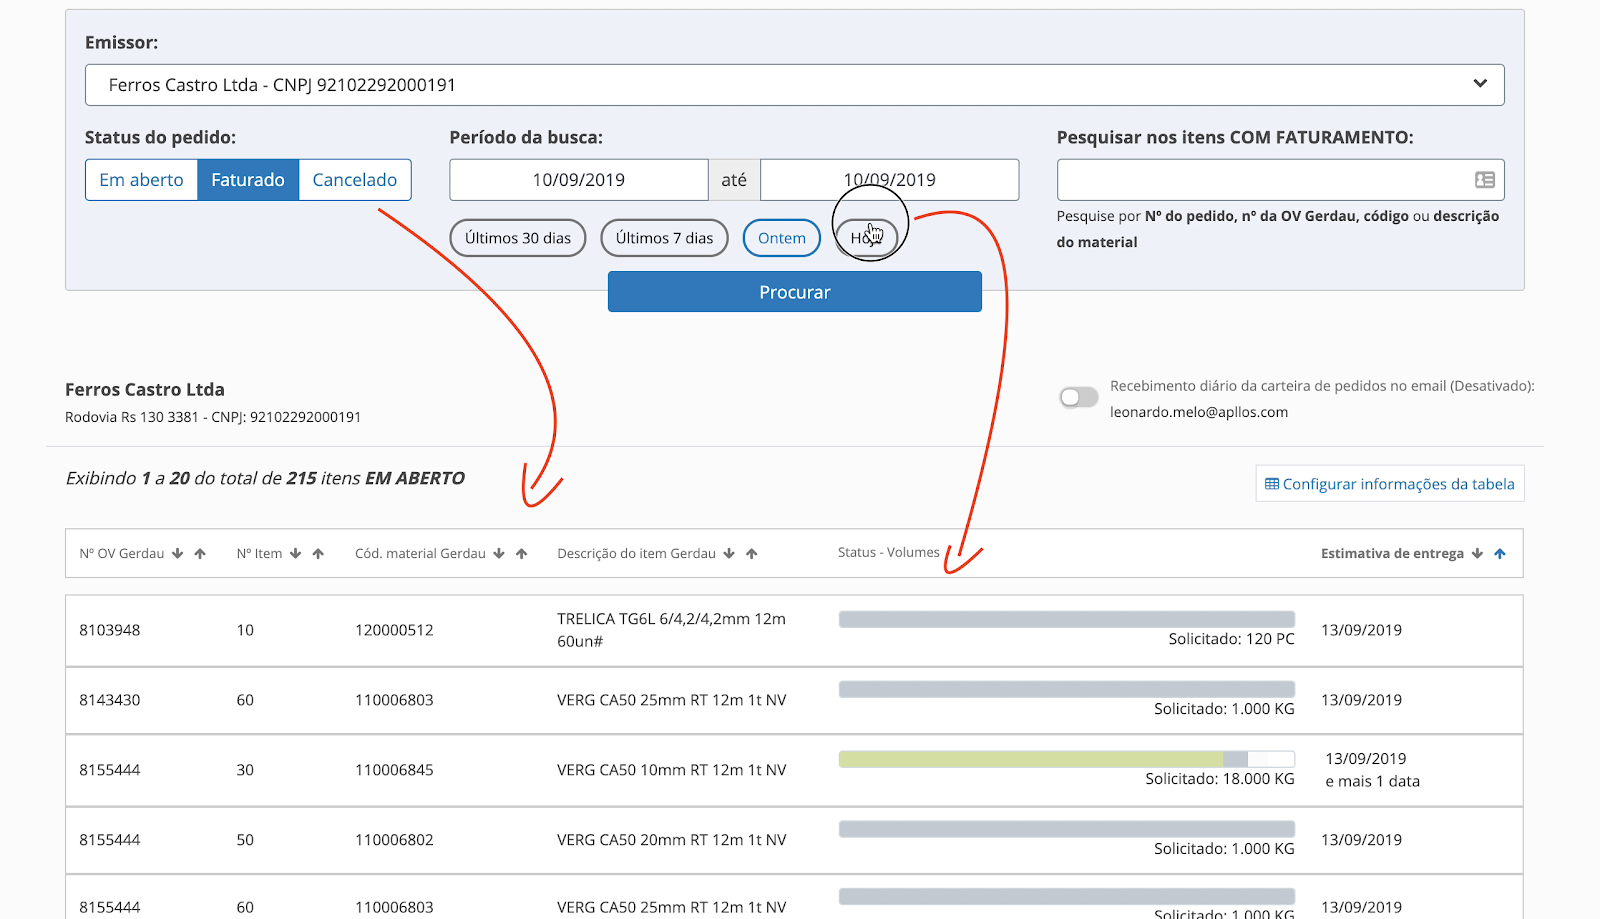 Emissor:
Ferros Castro Ltda - CNPJ 92102292000191
Status do pedido:
Em aberto Faturado Cancelado
Período da busca:
10/09/2019 até 10/09/2019
Últimos 30 dias Últimos 7 dias Ontem Hoje
Pesquisar nos itens COM FATURAMENTO:
Pesquise por Nº do pedido, nº da OV Gerdau, código ou descrição
do material
Procurar
Ferros Castro Ltda
Rodovia Rs 130 3381 - CNPJ: 92102292000191
Recebimento diário da carteira de pedidos no email (Desativado):
leonardo.melo@apllos.com
Exibindo 1 a 20 do total de 215 itens EM ABERTO
Configurar informações da tabela
Nº OV Gerdau Nº Item Cód. material Gerdau Descrição do item Gerdau Status - Volumes Estimativa de entrega
8103948 10 120000512 TRELICA TG6L 6/4,2/4,2mm 12m
60un# Solicitado: 120 PC 13/09/2019
8143430 60 110006803 VERG CA50 25mm RT 12m 1t NV Solicitado: 1.000 KG 13/09/2019
8155444 30 110006845 VERG CA50 10mm RT 12m 1t NV Solicitado: 18.000 KG 13/09/2019
e mais 1 data
8155444 50 110006802 VERG CA50 20mm RT 12m 1t NV Solicitado: 1.000 KG 13/09/2019
8155444 60 110006803 VERG CA50 25mm RT 12m 1t NV Solicitado: 1.000 KG 13/09/2019